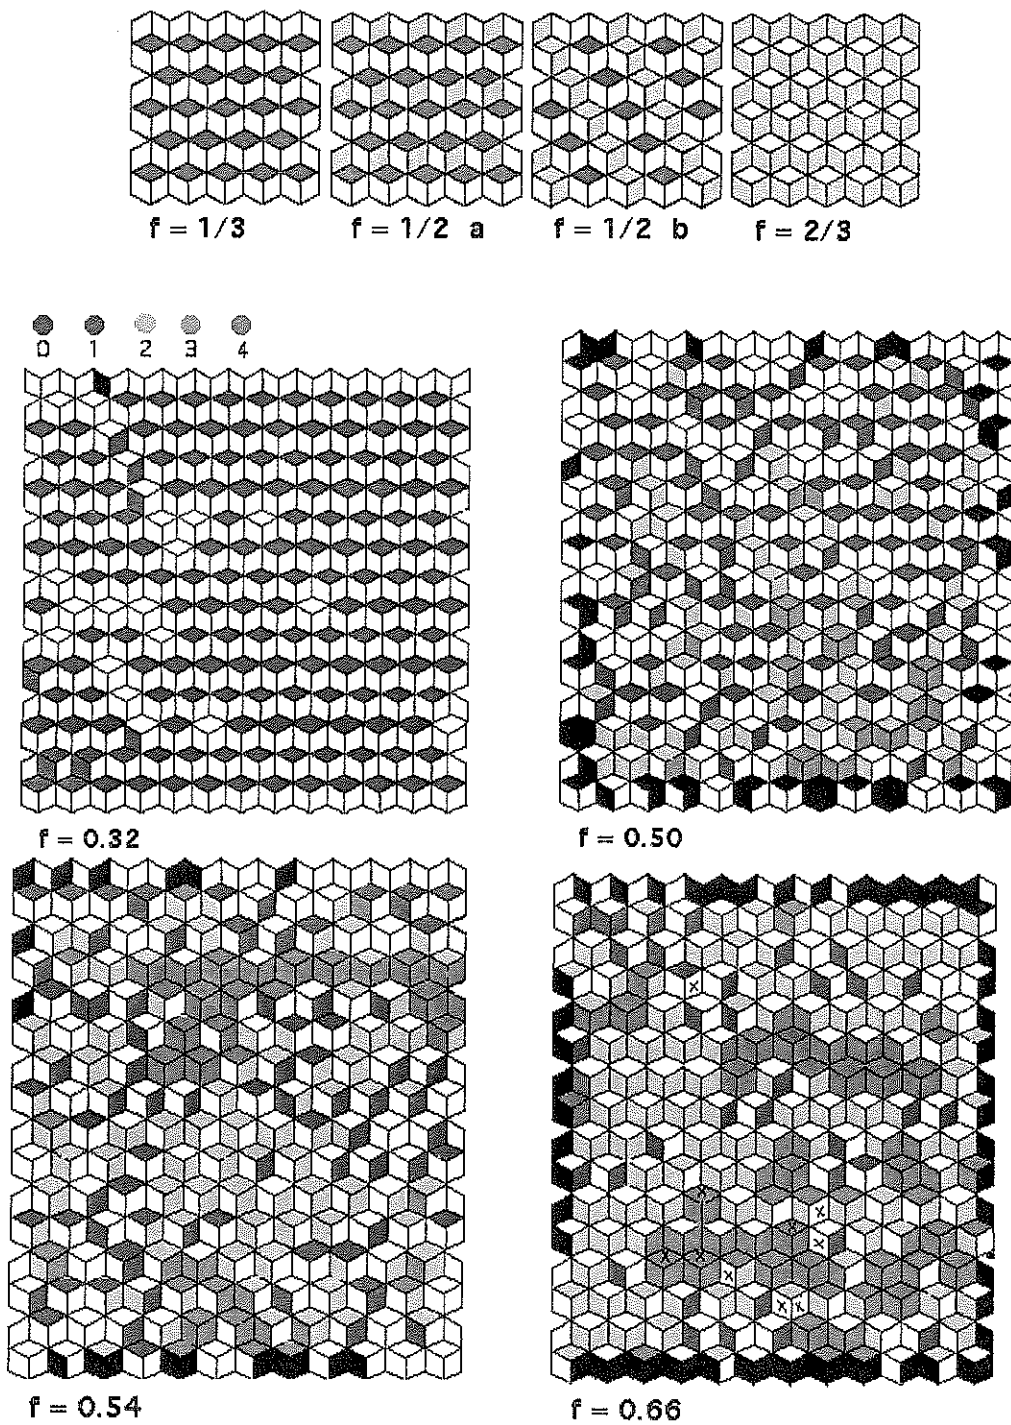 f = 1/3 f = 1/2 a f = 1/2 b f = 2/3
0 1 2 3 4
f = 0.32 f = 0.50
x
x
x
x x
x x x
x
x x
f = 0.54 f = 0.66